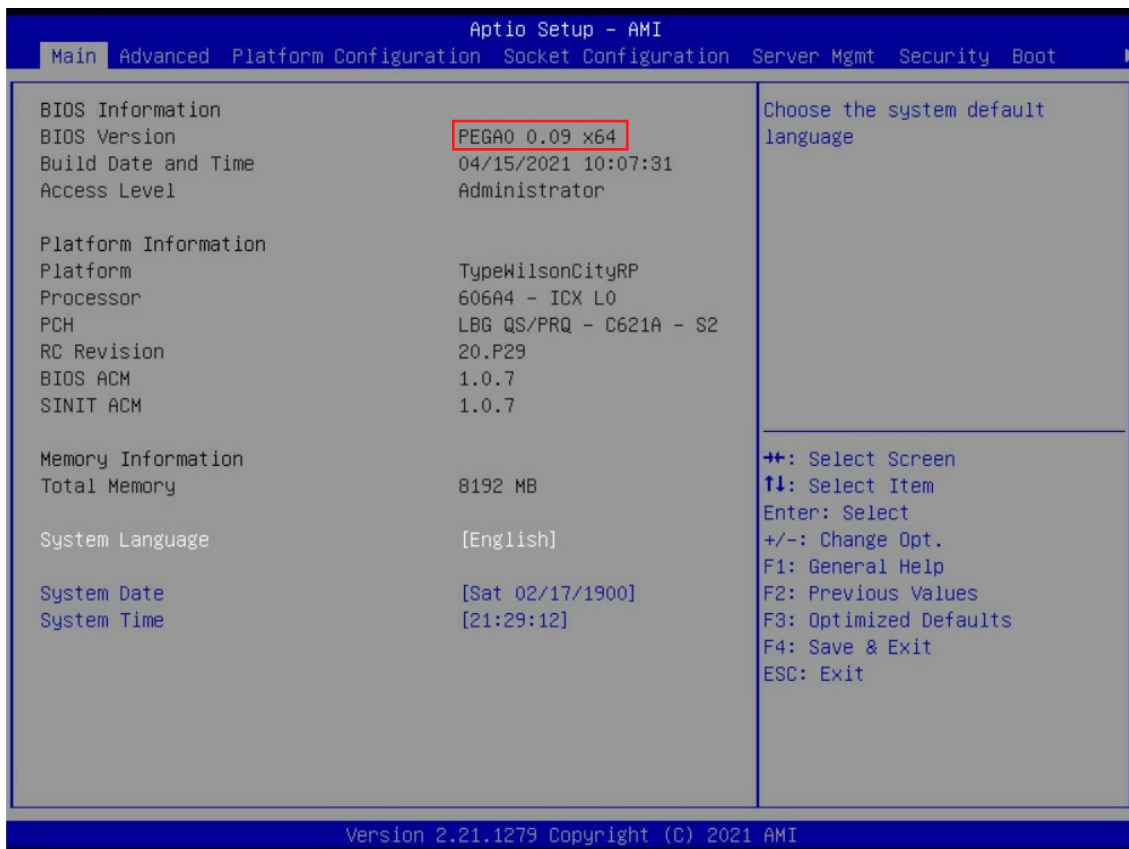 Aptio Setup – AMI
Main Advanced Platform Configuration Socket Configuration Server Mgmt Security Boot
BIOS Information
BIOS Version PEGA0 0.09 x64
Build Date and Time 04/15/2021 10:07:31
Access Level Administrator
Platform Information
Platform TypeWilsonCityRP
Processor 606A4 – ICX L0
PCH LBG QS/PRQ – C621A – S2
RC Revision 20.P29
BIOS ACM 1.0.7
SINIT ACM 1.0.7
Memory Information
Total Memory 8192 MB
System Language [English]
System Date [Sat 02/17/1900]
System Time [21:29:12]
Choose the system default
language
→←: Select Screen
↑↓: Select Item
Enter: Select
+/-: Change Opt.
F1: General Help
F2: Previous Values
F3: Optimized Defaults
F4: Save & Exit
ESC: Exit
Version 2.21.1279 Copyright (C) 2021 AMI